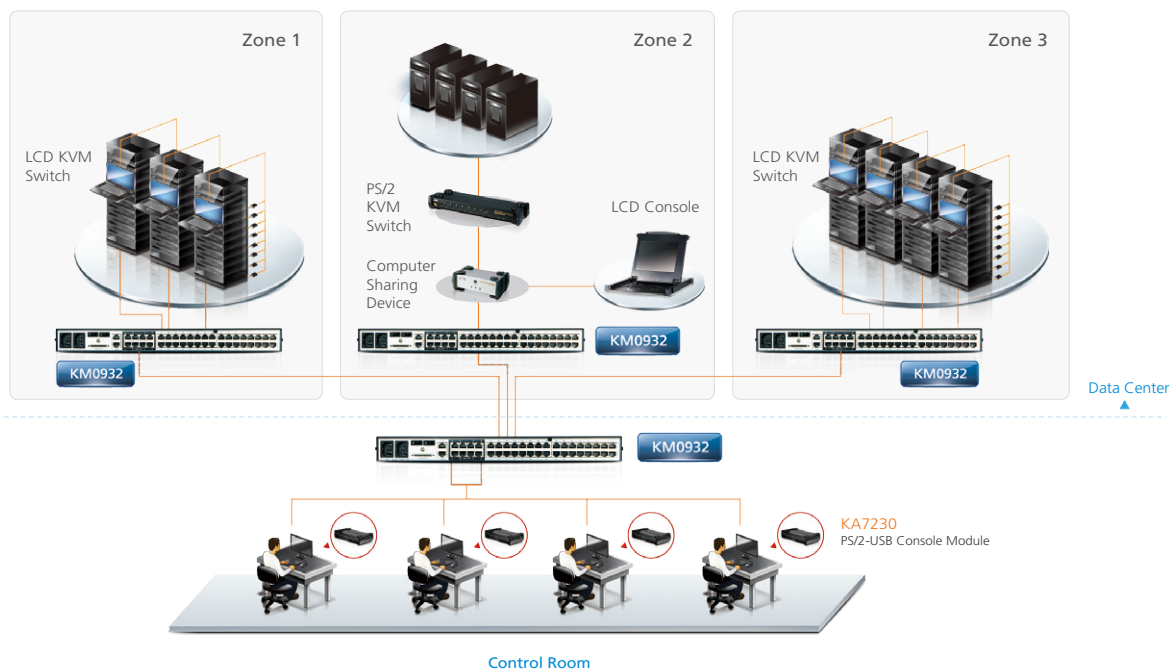 Zone 1
LCD KVM
Switch
KM0932
Zone 2
PS/2
KVM
Switch
LCD Console
Computer
Sharing
Device
KM0932
Zone 3
LCD KVM
Switch
KM0932
Data Center
KM0932
KA7230
PS/2-USB Console Module
Control Room